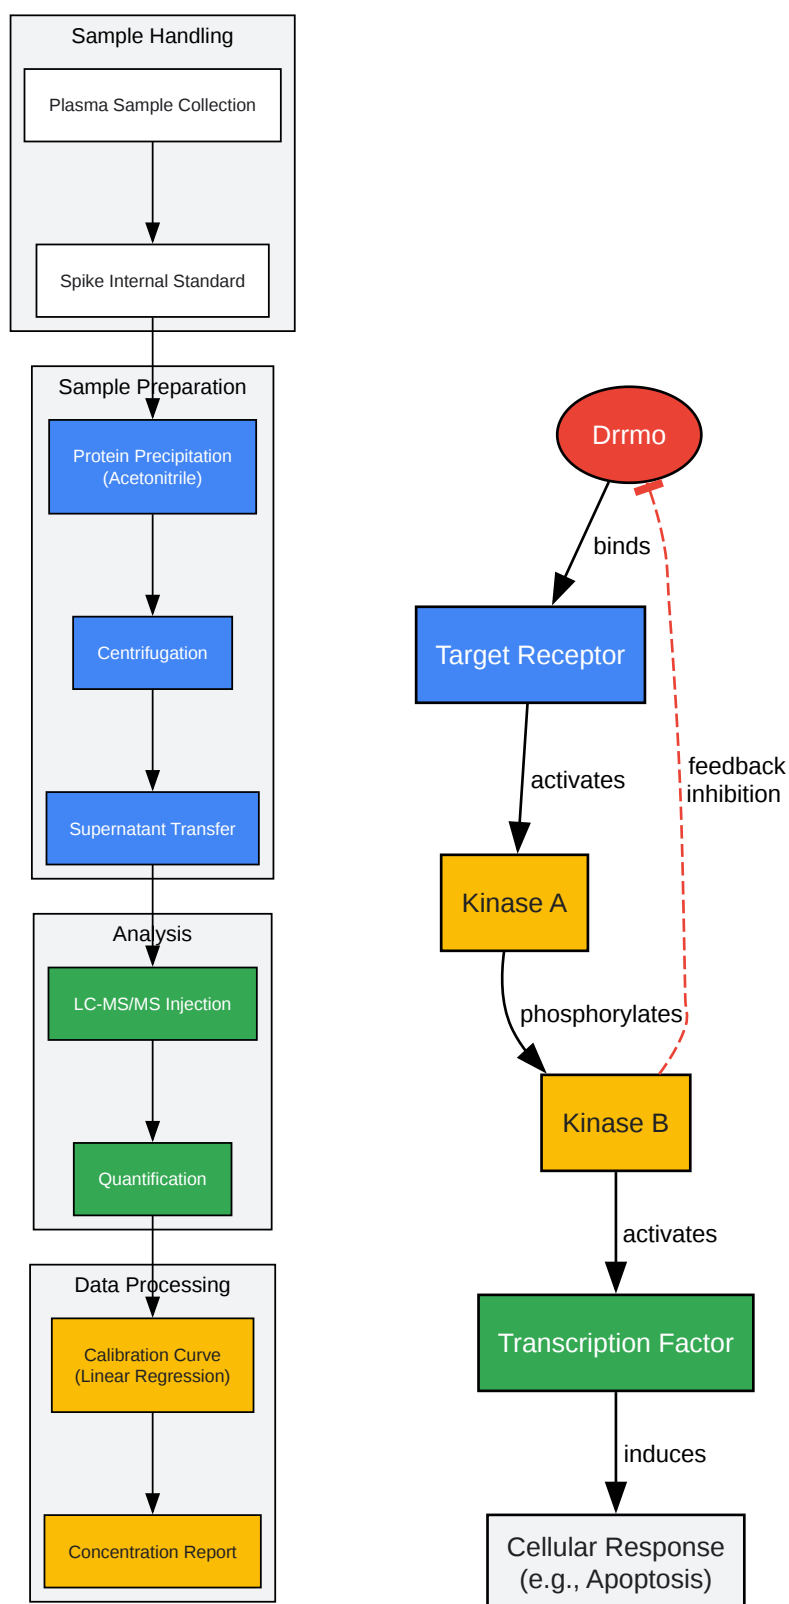 Sample Handling
Plasma Sample Collection
Spike Internal Standard
Sample Preparation
Protein Precipitation
(Acetonitrile)
Centrifugation
Supernatant Transfer
Analysis
LC-MS/MS Injection
Quantification
Data Processing
Calibration Curve
(Linear Regression)
Concentration Report
Drrmo
binds
Target Receptor
activates
feedback
inhibition
Kinase A
phosphorylates
Kinase B
activates
Transcription Factor
induces
Cellular Response
(e.g., Apoptosis)